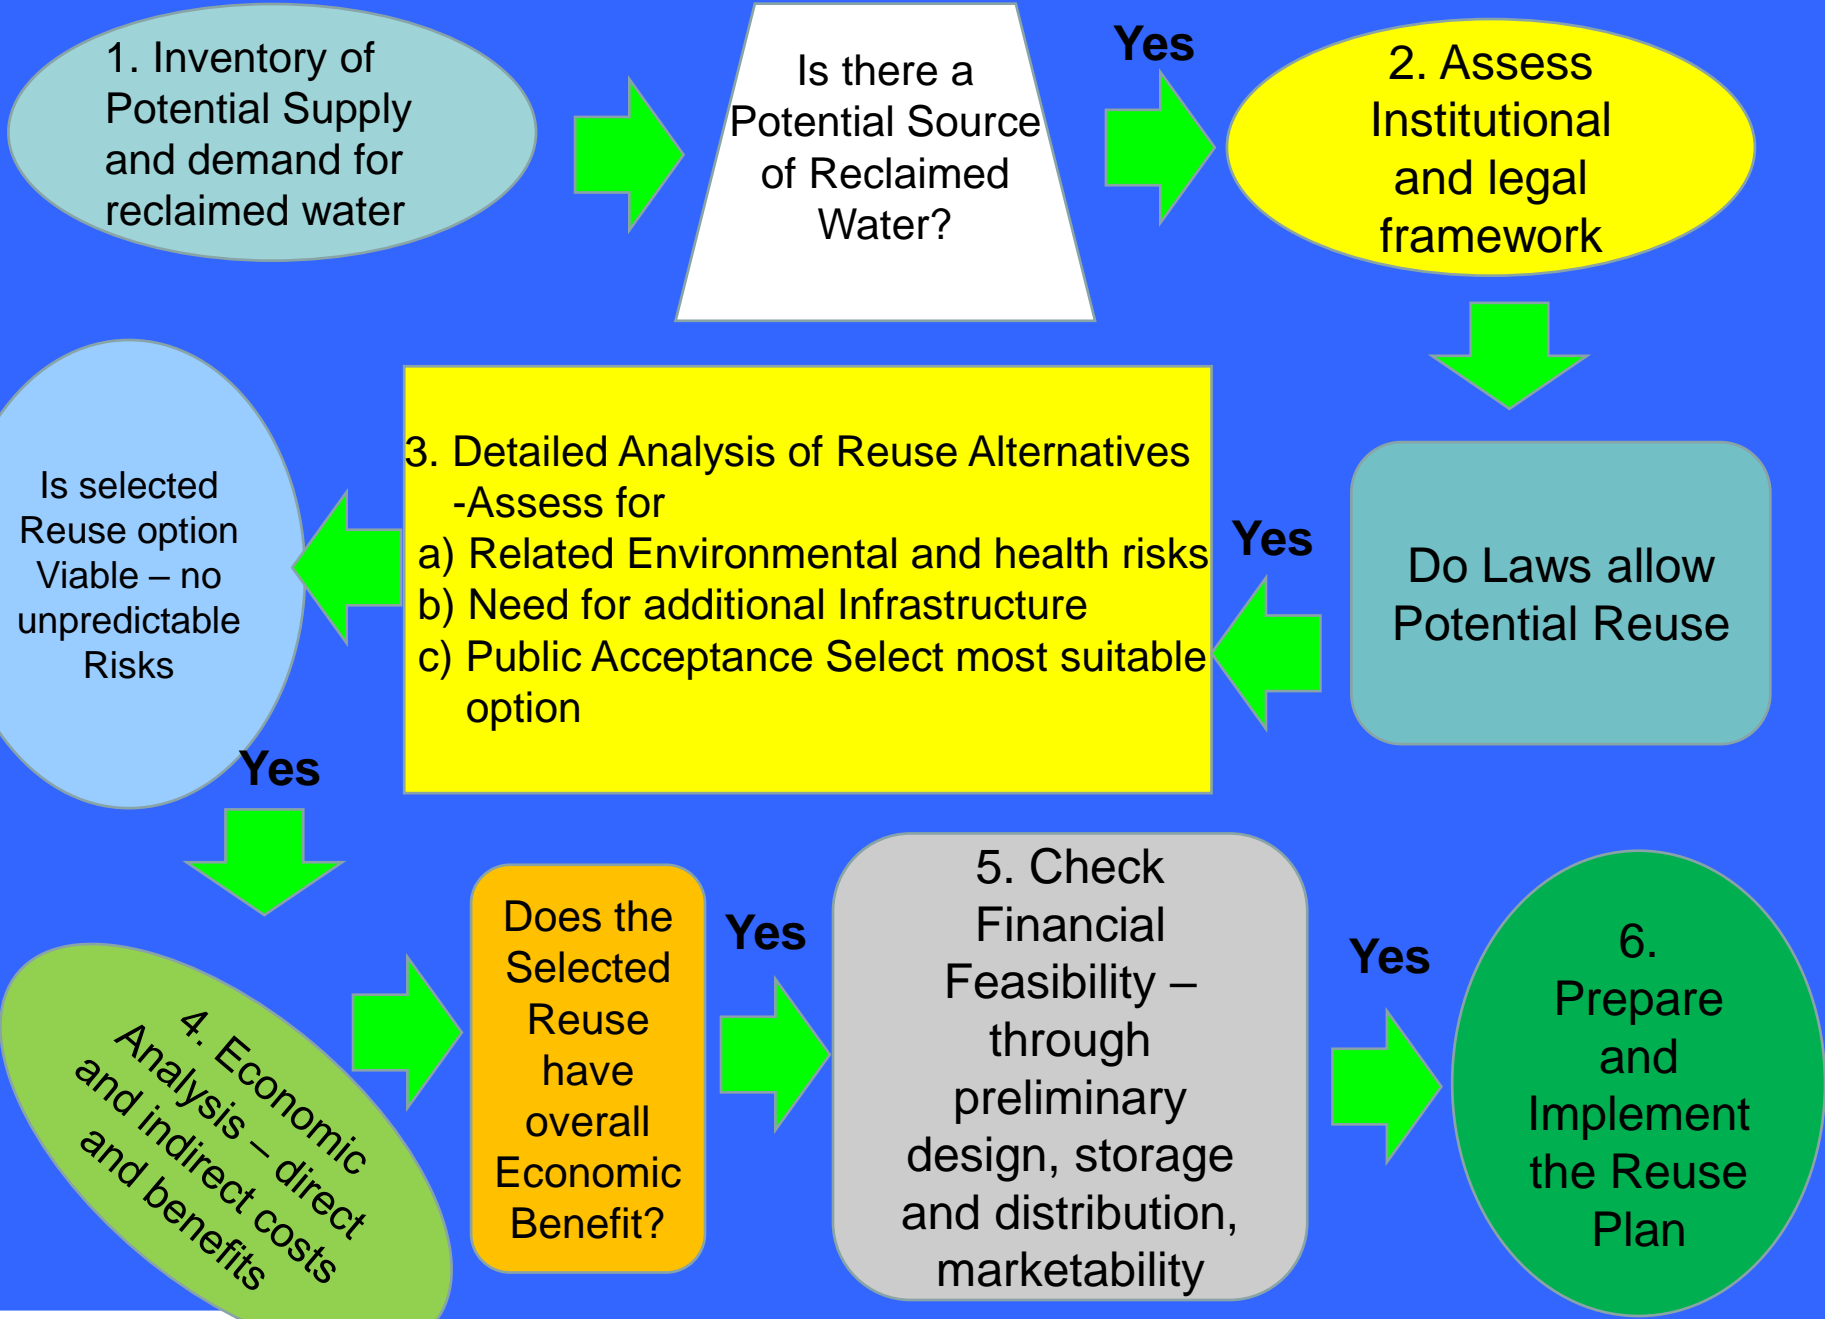 1. Inventory of
Potential Supply
and demand for
reclaimed water
Is there a
Potential Source
of Reclaimed
Water?
Yes
2. Assess
Institutional
and legal
framework
Do Laws allow
Potential Reuse
Yes
3. Detailed Analysis of Reuse Alternatives
-Assess for
a) Related Environmental and health risks
b) Need for additional Infrastructure
c) Public Acceptance Select most suitable
option
Is selected
Reuse option
Viable – no
unpredictable
Risks
Yes
4. Economic
Analysis – direct
and indirect costs
and benefits
Does the
Selected
Reuse
have
overall
Economic
Benefit?
Yes
5. Check
Financial
Feasibility –
through
preliminary
design, storage
and distribution,
marketability
Yes
6.
Prepare
and
Implement
the Reuse
Plan